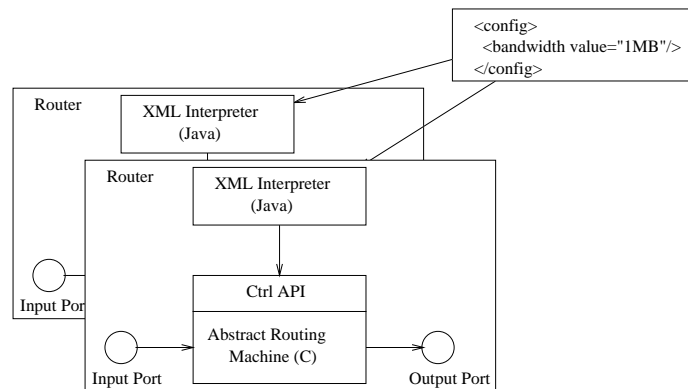 <config>
<bandwidth value="1MB"/>
</config>
Router
XML Interpreter
(Java)
Router
XML Interpreter
(Java)
Ctrl API
Input Por
Abstract Routing
Machine (C)
Input Port
Output Port